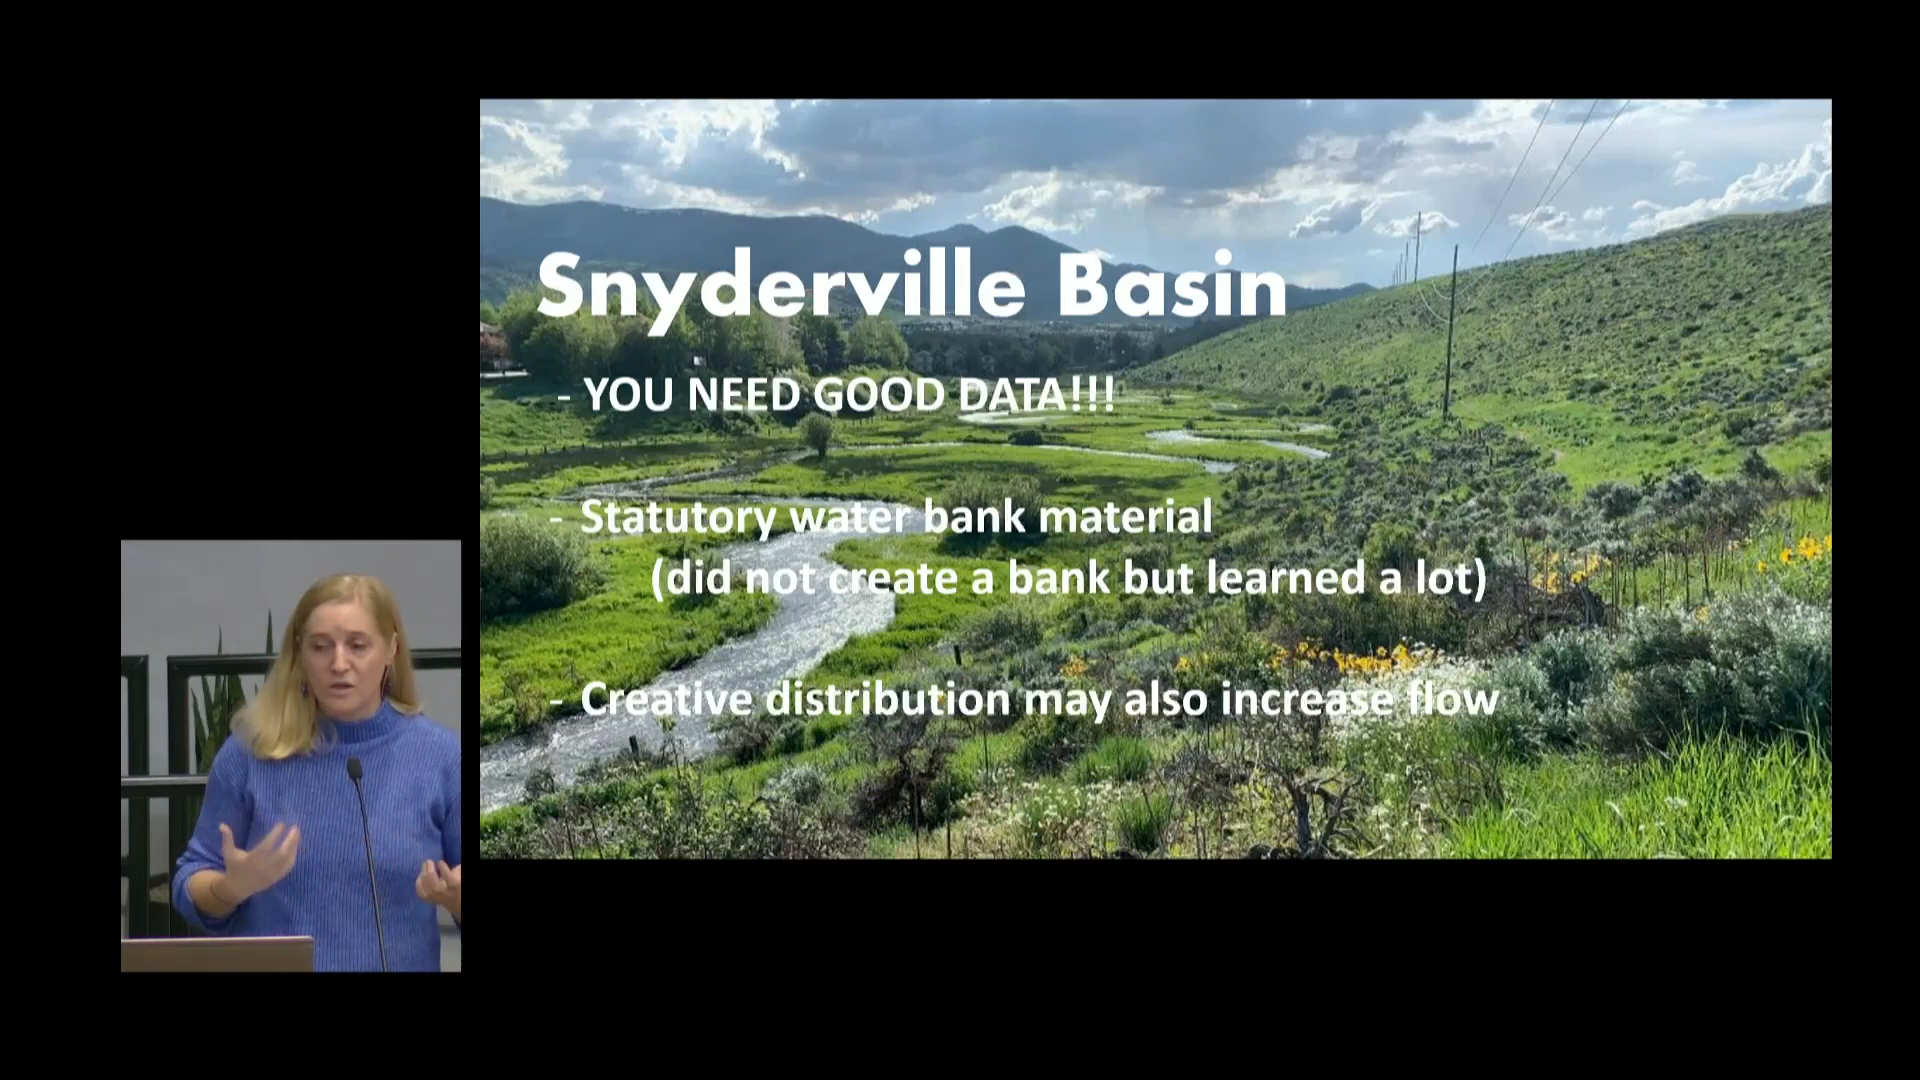 Snyderville Basin
- YOU NEED GOOD DATA!!!
- Statutory water bank material
(did not create a bank but learned a lot)
- Creative distribution may also increase flow